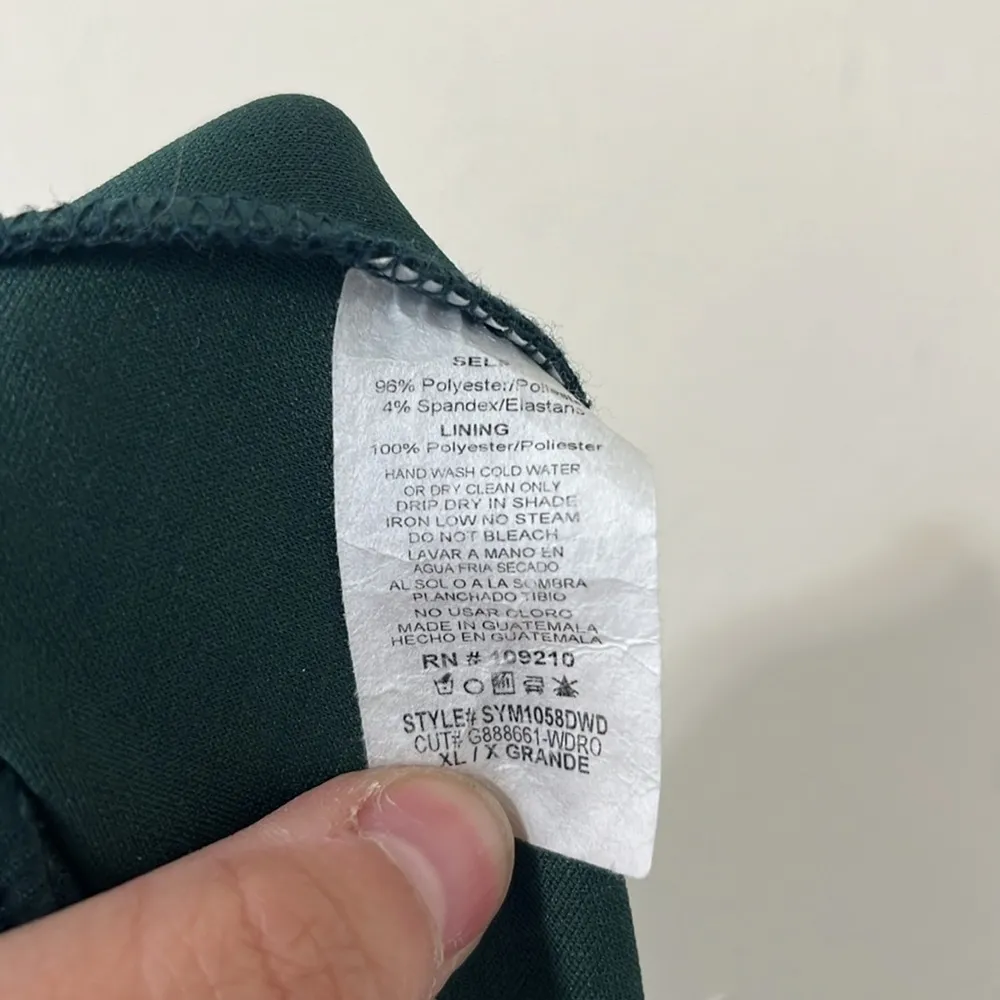 SELF
96% Polyester/Poliester
4% Spandex/Elastano
LINING
100% Polyester/Poliester
HAND WASH COLD WATER
OR DRY CLEAN ONLY
DRIP DRY IN SHADE
IRON LOW NO STEAM
DO NOT BLEACH
LAVAR A MANO EN
AGUA FRIA SECADO
AL SOL O A LA SOMBRA
PLANCHADO TIBIO
NO USAR CLORO
MADE IN GUATEMALA
HECHO EN GUATEMALA
RN # 109210
STYLE# SYM1058DWD
CUT# G888661-WDRO
XL / X GRANDE